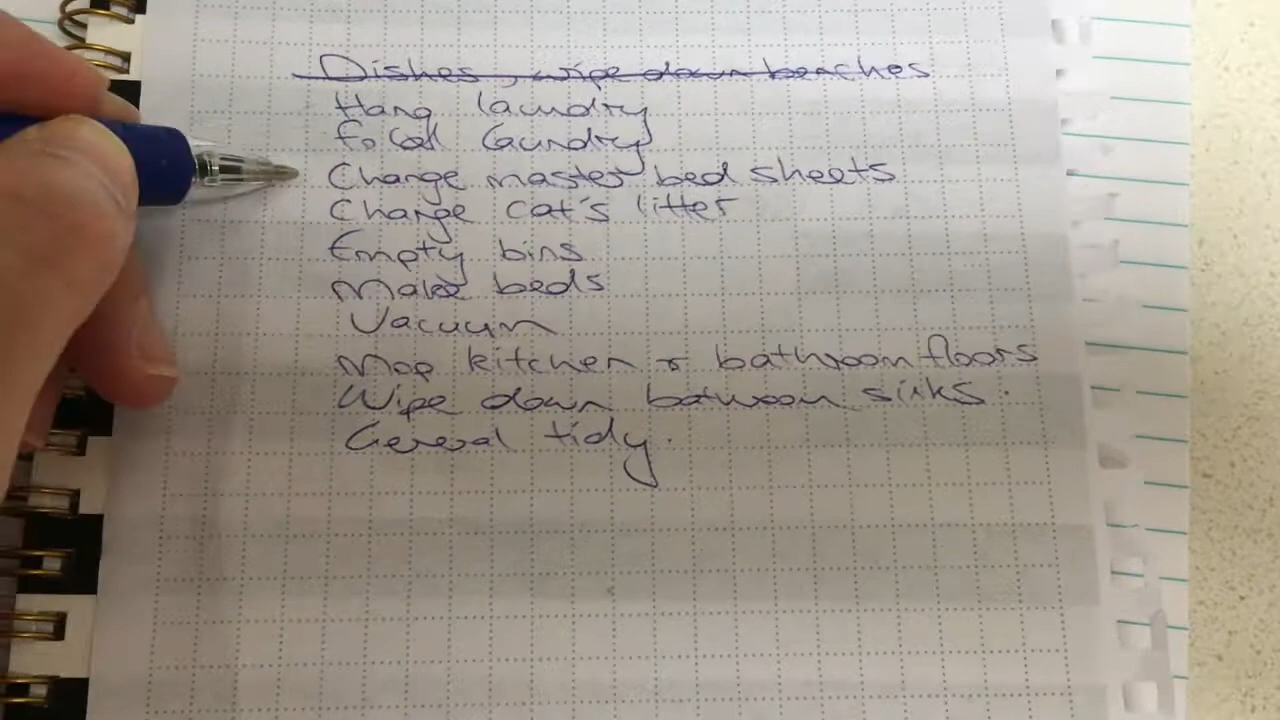 Dishes, wipe down benches
Hang laundry
Fold laundry
Change master bed sheets
Change cat's litter
Empty bins
Make beds
Vacuum
Mop kitchen & bathroom floors
Wipe down bathroom sinks.
General tidy.